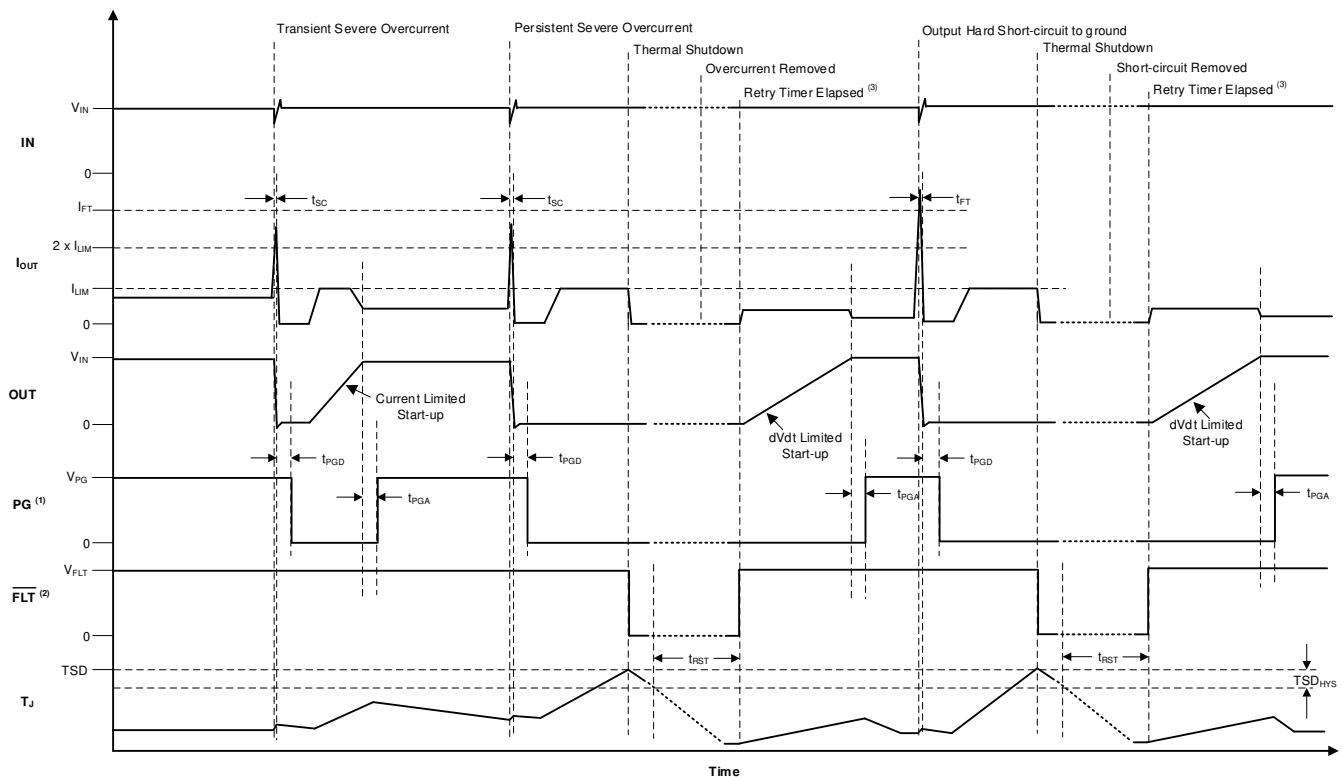 Transient Severe Overcurrent
Persistent Severe Overcurrent
Output Hard Short-circuit to ground
Thermal Shutdown
Thermal Shutdown
Overcurrent Removed
Short-circuit Removed
Retry Timer Elapsed (3)
Retry Timer Elapsed (3)
VIN
IN
0
tSC
tSC
tFT
IFT
2 x ILIM
IOUT
ILIM
0
VIN
OUT
Current Limited
Start-up
dVdt Limited
Start-up
dVdt Limited
Start-up
0
tPGD
tPGD
tPGD
VPG
PG (1)
tPGA
tPGA
tPGA
0
VFLT
FLT (2)
0
tRST
tRST
TSD
TSDHYS
TJ
Time